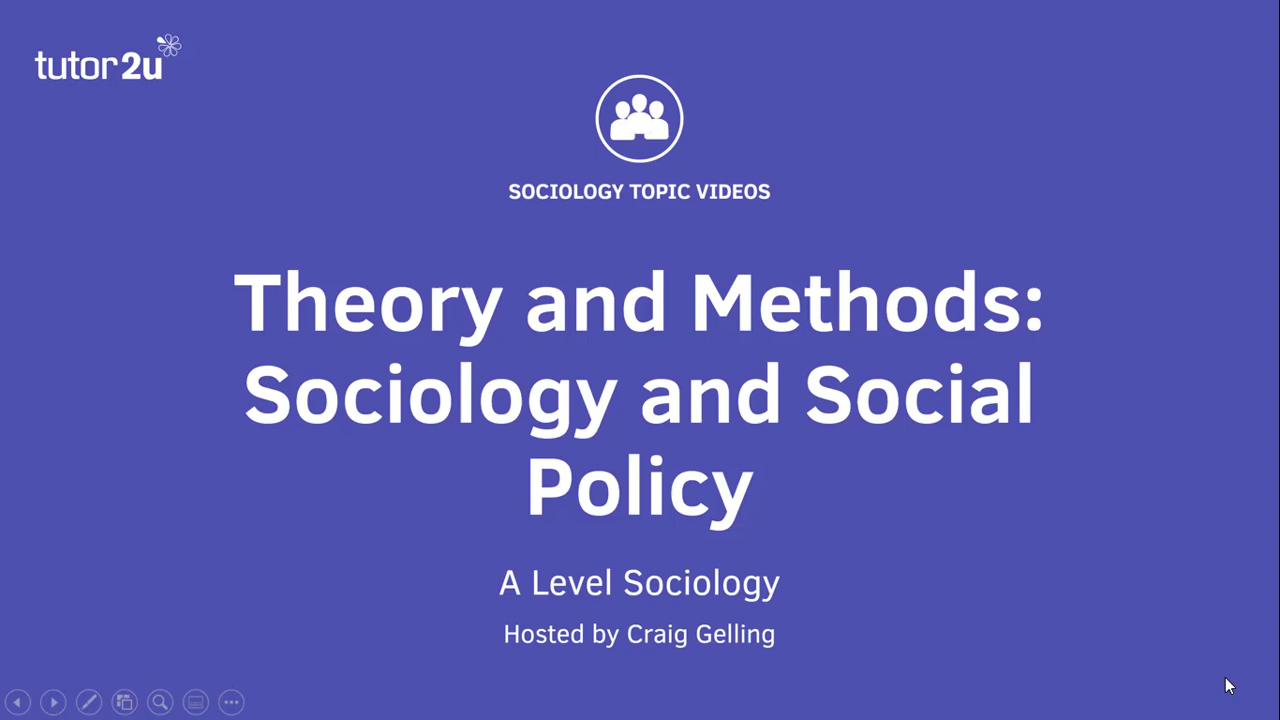 tutor2u
SOCIOLOGY TOPIC VIDEOS
Theory and Methods:
Sociology and Social
Policy
A Level Sociology
Hosted by Craig Gelling